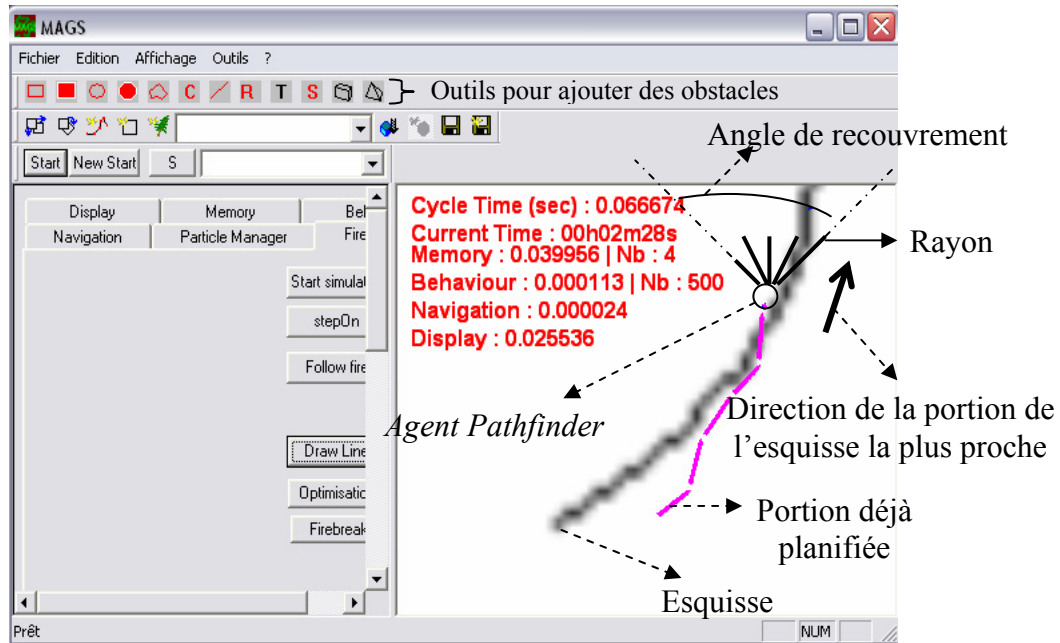 MAGS
Fichier Edition Affichage Outils ?
C R T S Outils pour ajouter des obstacles
Angle de recouvrement
Start New Start S
Display Memory Beh
Navigation Particle Manager Fire
Start simulat
stepOn
Follow fire
Draw Line
Optimisatio
Firebreak
Cycle Time (sec) : 0.066674
Current Time : 00h02m28s
Memory : 0.039956 | Nb : 4
Behaviour : 0.000113 | Nb : 500
Navigation : 0.000024
Display : 0.025536
Rayon
Agent Pathfinder
Direction de la portion de
l’esquisse la plus proche
Portion déjà
planifiée
Esquisse
Prêt NUM